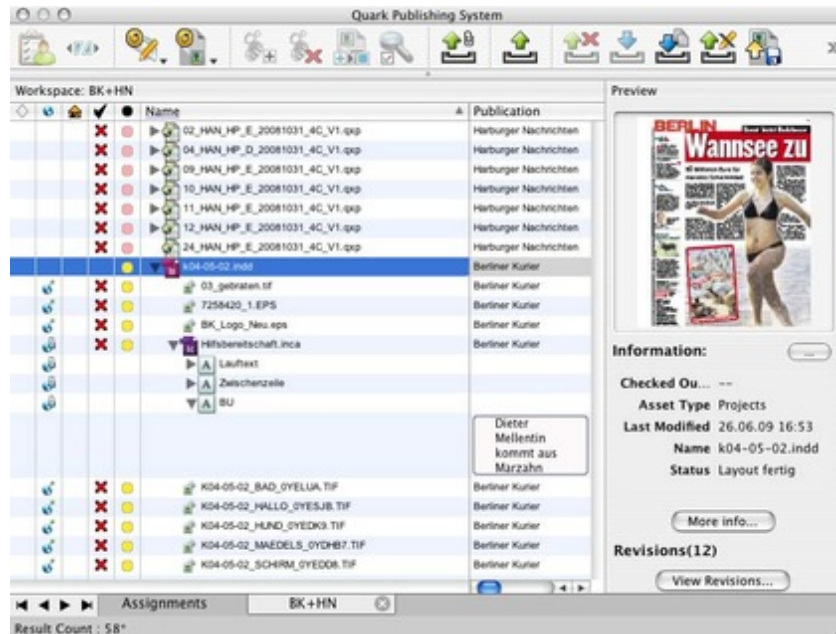 Quark Publishing System
Workspace: BK+HN
Name Publication
02_HAN_HP_E_20081031_4C_V1.qxp Harburger Nachrichten
04_HAN_HP_D_20081031_4C_V1.qxp Harburger Nachrichten
09_HAN_HP_E_20081031_4C_V1.qxp Harburger Nachrichten
10_HAN_HP_E_20081031_4C_V1.qxp Harburger Nachrichten
11_HAN_HP_E_20081031_4C_V1.qxp Harburger Nachrichten
12_HAN_HP_E_20081031_4C_V1.qxp Harburger Nachrichten
24_HAN_HP_E_20081031_4C_V1.qxp Harburger Nachrichten
k04-05-02.indd Berliner Kurier
03_gebraten.tif Berliner Kurier
7258420_1.EPS Berliner Kurier
BK_Logo_Neu.eps Berliner Kurier
Hilfsbereitschaft.inca Berliner Kurier
A Lauftext
A Zwischenzeile
A BU
Dieter
Mellentin
kommt aus
Marzahn
K04-05-02_BAD_0YELUA.TIF Berliner Kurier
K04-05-02_HALLO_0YESJB.TIF Berliner Kurier
K04-05-02_HUND_0YEDK9.TIF Berliner Kurier
K04-05-02_MAEDELS_0YDHB7.TIF Berliner Kurier
K04-05-02_SCHIRM_0YEDD8.TIF Berliner Kurier
Assignments BK+HN
Result Count : 58*
Preview
BERLIN
Wannsee zu
Information:
...
Checked Ou... --
Asset Type Projects
Last Modified 26.06.09 16:53
Name k04-05-02.indd
Status Layout fertig
More info...
Revisions(12)
View Revisions...